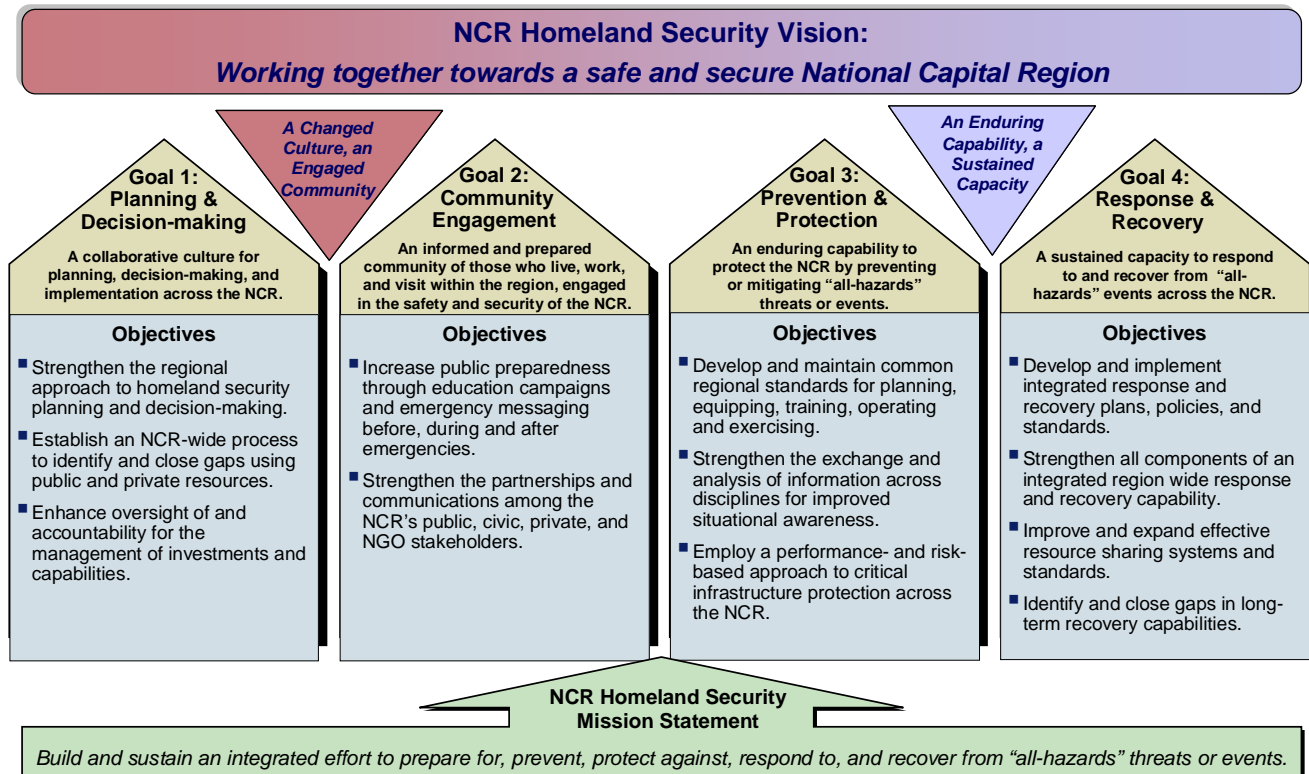 NCR Homeland Security Vision:
Working together towards a safe and secure National Capital Region
A Changed
Culture, an
Engaged
Community
An Enduring
Capability, a
Sustained
Capacity
Goal 1:
Planning &
Decision-making
A collaborative culture for
planning, decision-making, and
implementation across the NCR.
Objectives
■ Strengthen the regional
approach to homeland security
planning and decision-making.
■ Establish an NCR-wide process
to identify and close gaps using
public and private resources.
■ Enhance oversight of and
accountability for the
management of investments and
capabilities.
Goal 2:
Community
Engagement
An informed and prepared
community of those who live, work,
and visit within the region, engaged
in the safety and security of the NCR.
Objectives
■ Increase public preparedness
through education campaigns
and emergency messaging
before, during and after
emergencies.
■ Strengthen the partnerships and
communications among the
NCR’s public, civic, private, and
NGO stakeholders.
Goal 3:
Prevention &
Protection
An enduring capability to
protect the NCR by preventing
or mitigating “all-hazards”
threats or events.
Objectives
■ Develop and maintain common
regional standards for planning,
equipping, training, operating
and exercising.
■ Strengthen the exchange and
analysis of information across
disciplines for improved
situational awareness.
■ Employ a performance- and risk-
based approach to critical
infrastructure protection across
the NCR.
Goal 4:
Response &
Recovery
A sustained capacity to respond
to and recover from “all-
hazards” events across the NCR.
Objectives
■ Develop and implement
integrated response and
recovery plans, policies, and
standards.
■ Strengthen all components of an
integrated region wide response
and recovery capability.
■ Improve and expand effective
resource sharing systems and
standards.
■ Identify and close gaps in long-
term recovery capabilities.
NCR Homeland Security
Mission Statement
Build and sustain an integrated effort to prepare for, prevent, protect against, respond to, and recover from “all-hazards” threats or events.